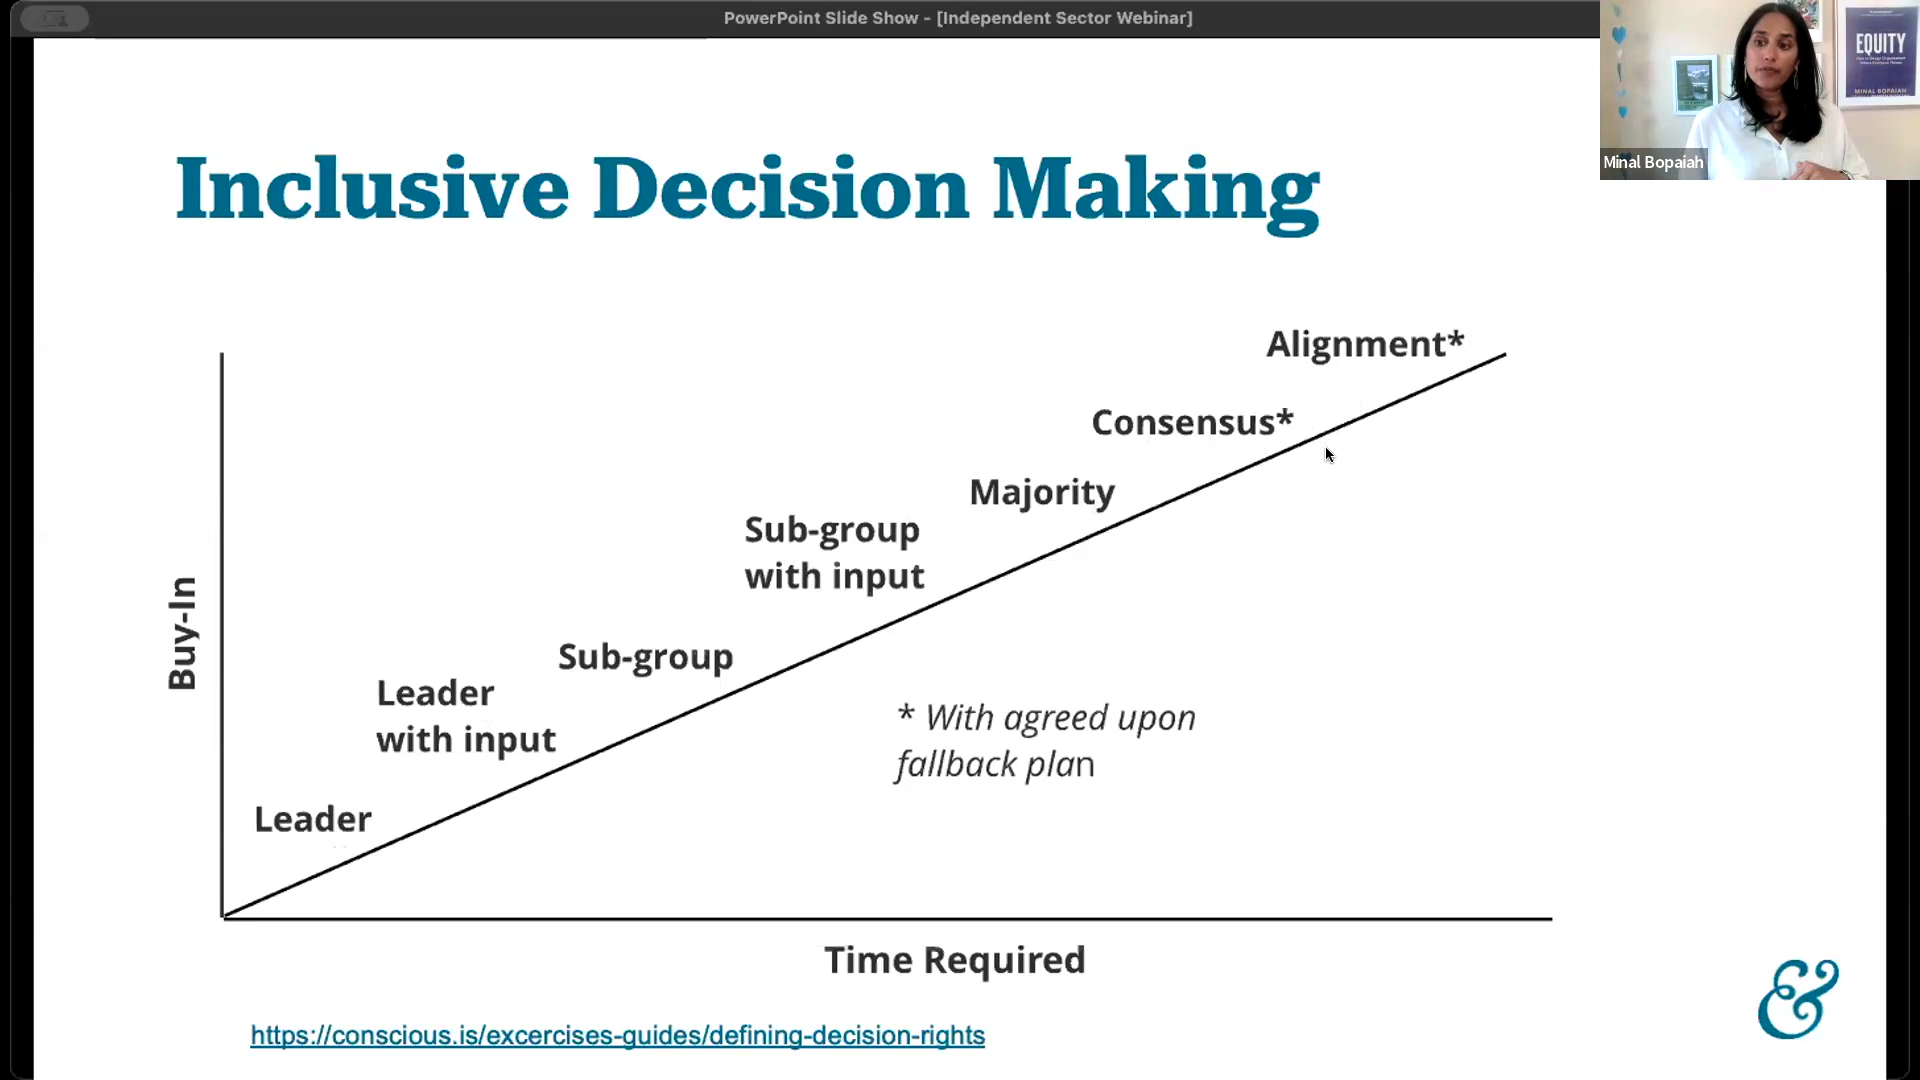 PowerPoint Slide Show - [Independent Sector Webinar]
EQUITY
MINAL BOPAIAH
Minal Bopaiah
Inclusive Decision Making
Alignment*
Consensus*
Majority
Sub-group
with input
Sub-group
Leader
with input
Leader
Buy-In
* With agreed upon
fallback plan
Time Required
https://conscious.is/excercises-guides/defining-decision-rights
&